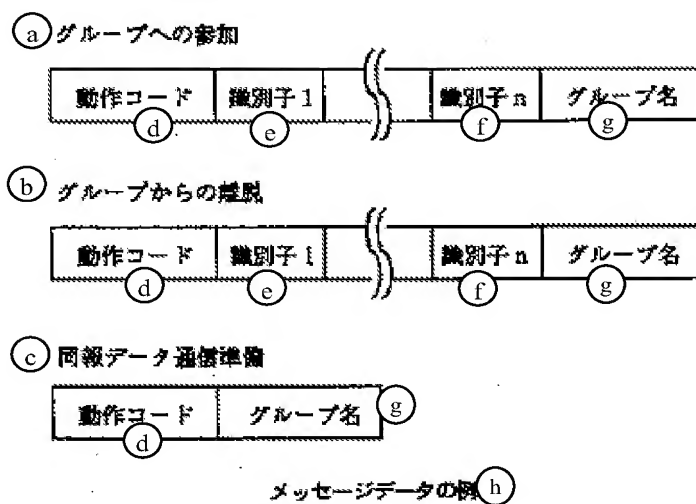 a グループへの参加
動作コード 識別子1 識別子n グループ名
d e f g
b グループからの離脱
動作コード 識別子1 識別子n グループ名
d e f g
c 同報データ通信準備
動作コード グループ名 g
d
メッセージデータの例 h